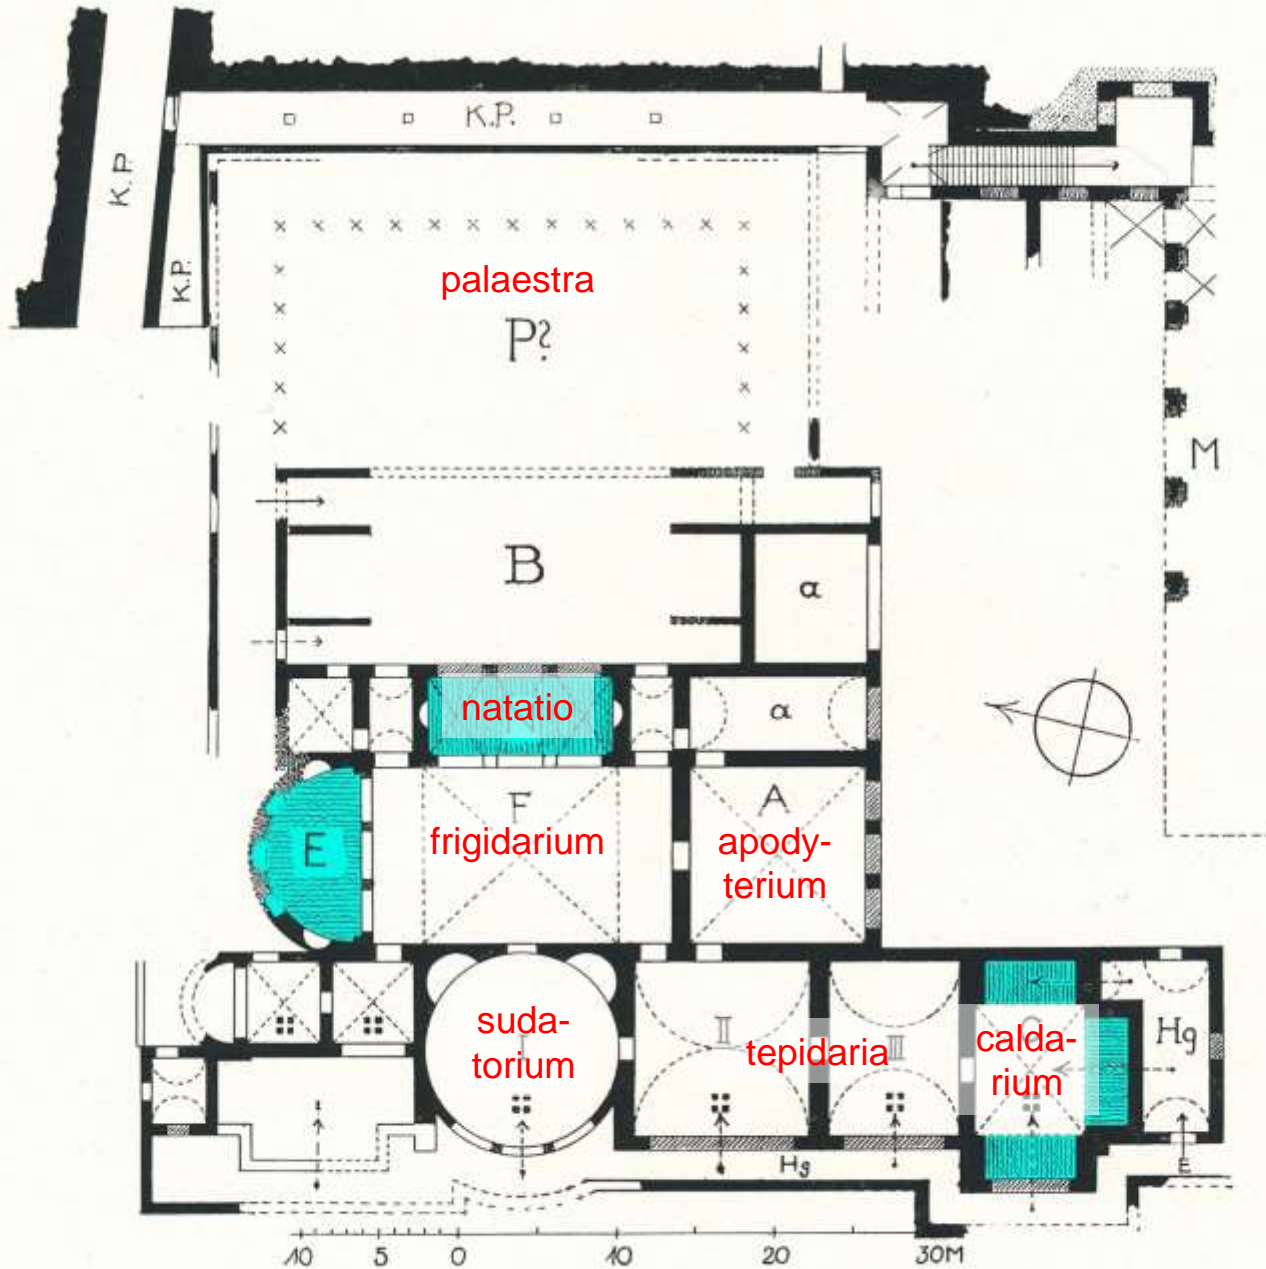 K.P.
K.P.
K.P.
palaestra
P?
M
B
α
natatio
α
F
A
E
frigidarium
apody-
terium
suda-
torium
I
II
tepidaria
III
C
calda-
rium
Hg
Hg
E
10 5 0 10 20 30M